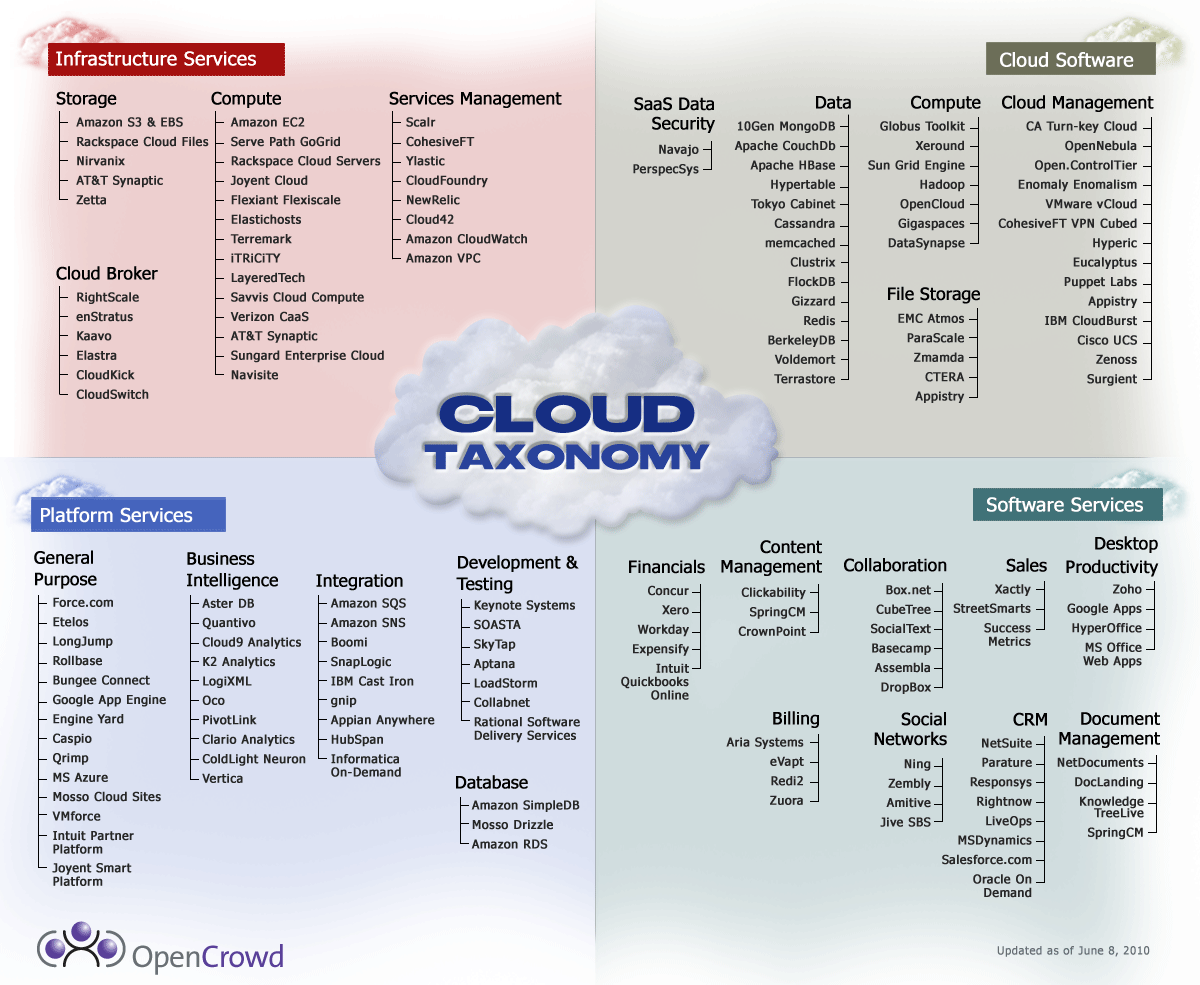 Infrastructure Services
Storage
Amazon S3 & EBS
Rackspace Cloud Files
Nirvanix
AT&T Synaptic
Zetta
Cloud Broker
RightScale
enStratus
Kaavo
Elastra
CloudKick
CloudSwitch
Compute
Amazon EC2
Serve Path GoGrid
Rackspace Cloud Servers
Joyent Cloud
Flexiant Flexiscale
Elastichosts
Terremark
iTRiCiTY
LayeredTech
Savvis Cloud Compute
Verizon CaaS
AT&T Synaptic
Sungard Enterprise Cloud
Navisite
Services Management
Scalr
CohesiveFT
Ylastic
CloudFoundry
NewRelic
Cloud42
Amazon CloudWatch
Amazon VPC
Cloud Software
SaaS Data
Security
Navajo
PerspecSys
Data
10Gen MongoDB
Apache CouchDb
Apache HBase
Hypertable
Tokyo Cabinet
Cassandra
memcached
Clustrix
FlockDB
Gizzard
Redis
BerkeleyDB
Voldemort
Terrastore
Compute
Globus Toolkit
Xeround
Sun Grid Engine
Hadoop
OpenCloud
Gigaspaces
DataSynapse
File Storage
EMC Atmos
ParaScale
Zmamda
CTERA
Appistry
Cloud Management
CA Turn-key Cloud
OpenNebula
Open.ControlTier
Enomaly Enomalism
VMware vCloud
CohesiveFT VPN Cubed
Hyperic
Eucalyptus
Puppet Labs
Appistry
IBM CloudBurst
Cisco UCS
Zenoss
Surgient
CLOUD
TAXONOMY
Platform Services
General
Purpose
Force.com
Etelos
LongJump
Rollbase
Bungee Connect
Google App Engine
Engine Yard
Caspio
Qrimp
MS Azure
Mosso Cloud Sites
VMforce
Intuit Partner
Platform
Joyent Smart
Platform
Business
Intelligence
Aster DB
Quantivo
Cloud9 Analytics
K2 Analytics
LogiXML
Oco
PivotLink
Clario Analytics
ColdLight Neuron
Vertica
Integration
Amazon SQS
Amazon SNS
Boomi
SnapLogic
IBM Cast Iron
gnip
Appian Anywhere
HubSpan
Informatica
On-Demand
Development &
Testing
Keynote Systems
SOASTA
SkyTap
Aptana
LoadStorm
Collabnet
Rational Software
Delivery Services
Database
Amazon SimpleDB
Mosso Drizzle
Amazon RDS
Software Services
Financials
Concur
Xero
Workday
Expensify
Intuit
Quickbooks
Online
Content
Management
Clickability
SpringCM
CrownPoint
Collaboration
Box.net
CubeTree
SocialText
Basecamp
Assembla
DropBox
Sales
Xactly
StreetSmarts
Success
Metrics
Desktop
Productivity
Zoho
Google Apps
HyperOffice
MS Office
Web Apps
Billing
Aria Systems
eVapt
Redi2
Zuora
Social
Networks
Ning
Zembly
Amitive
Jive SBS
CRM
NetSuite
Parature
Responsys
Rightnow
LiveOps
MSDynamics
Salesforce.com
Oracle On
Demand
Document
Management
NetDocuments
DocLanding
Knowledge
TreeLive
SpringCM
OpenCrowd
Updated as of June 8, 2010